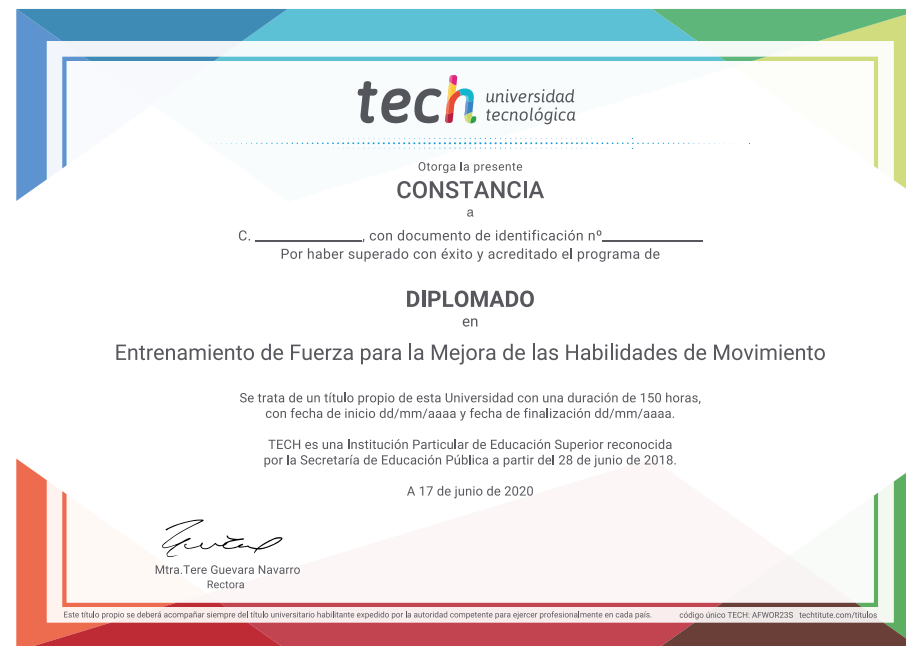 tech universidad
tecnológica
Otorga la presente
CONSTANCIA
a
C. ____________, con documento de identificación nº____________
Por haber superado con éxito y acreditado el programa de
DIPLOMADO
en
Entrenamiento de Fuerza para la Mejora de las Habilidades de Movimiento
Se trata de un título propio de esta Universidad con una duración de 150 horas,
con fecha de inicio dd/mm/aaaa y fecha de finalización dd/mm/aaaa.
TECH es una Institución Particular de Educación Superior reconocida
por la Secretaría de Educación Pública a partir del 28 de junio de 2018.
A 17 de junio de 2020
Mtra.Tere Guevara Navarro
Rectora
Este título propio se deberá acompañar siempre del título universitario habilitante expedido por la autoridad competente para ejercer profesionalmente en cada país. código único TECH: AFWOR23S techtitute.com/titulos